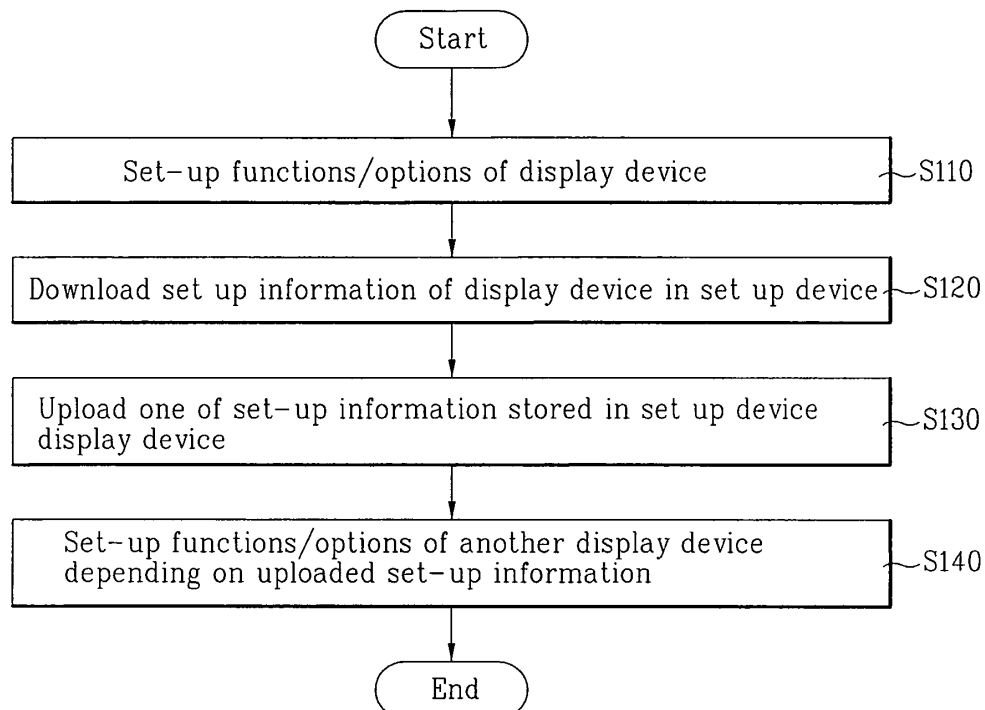 Start
Set-up functions/options of display device
S110
Download set up information of display device in set up device
S120
Upload one of set-up information stored in set up device
display device
S130
Set-up functions/options of another display device
depending on uploaded set-up information
S140
End